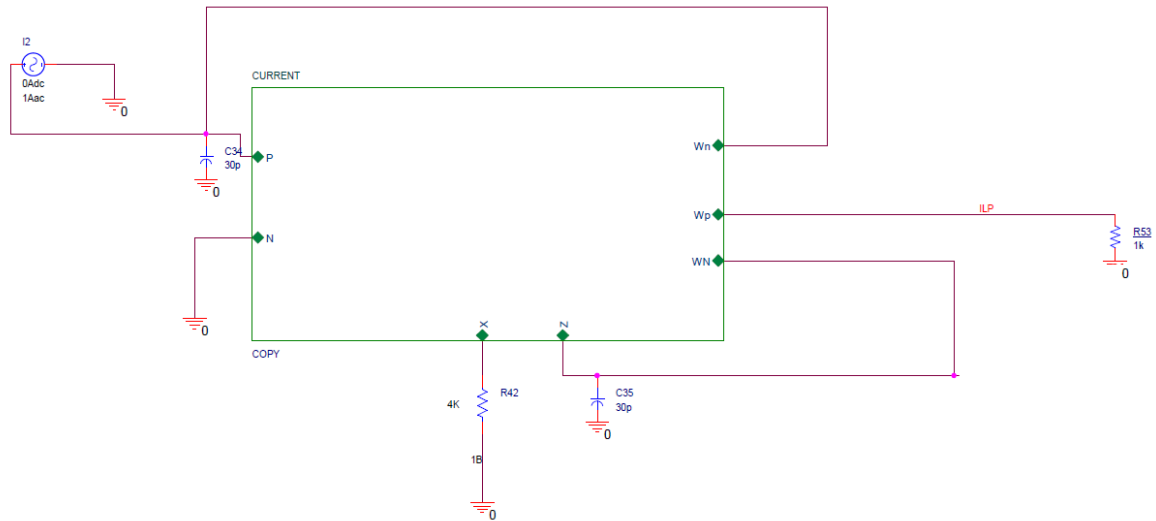 I2
0Adc
1Aac
0
CURRENT
C34
30p
0
P
N
0
Wn
Wp
WN
ILP
R53
1k
0
X
Z
COPY
4K
R42
1B
0
C35
30p
0